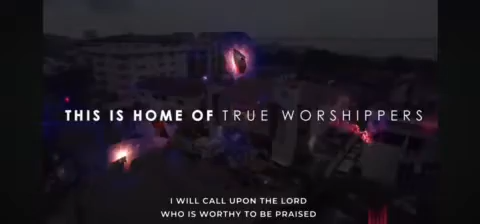 THIS IS HOME OF TRUE WORSHIPPERS
I WILL CALL UPON THE LORD
WHO IS WORTHY TO BE PRAISED